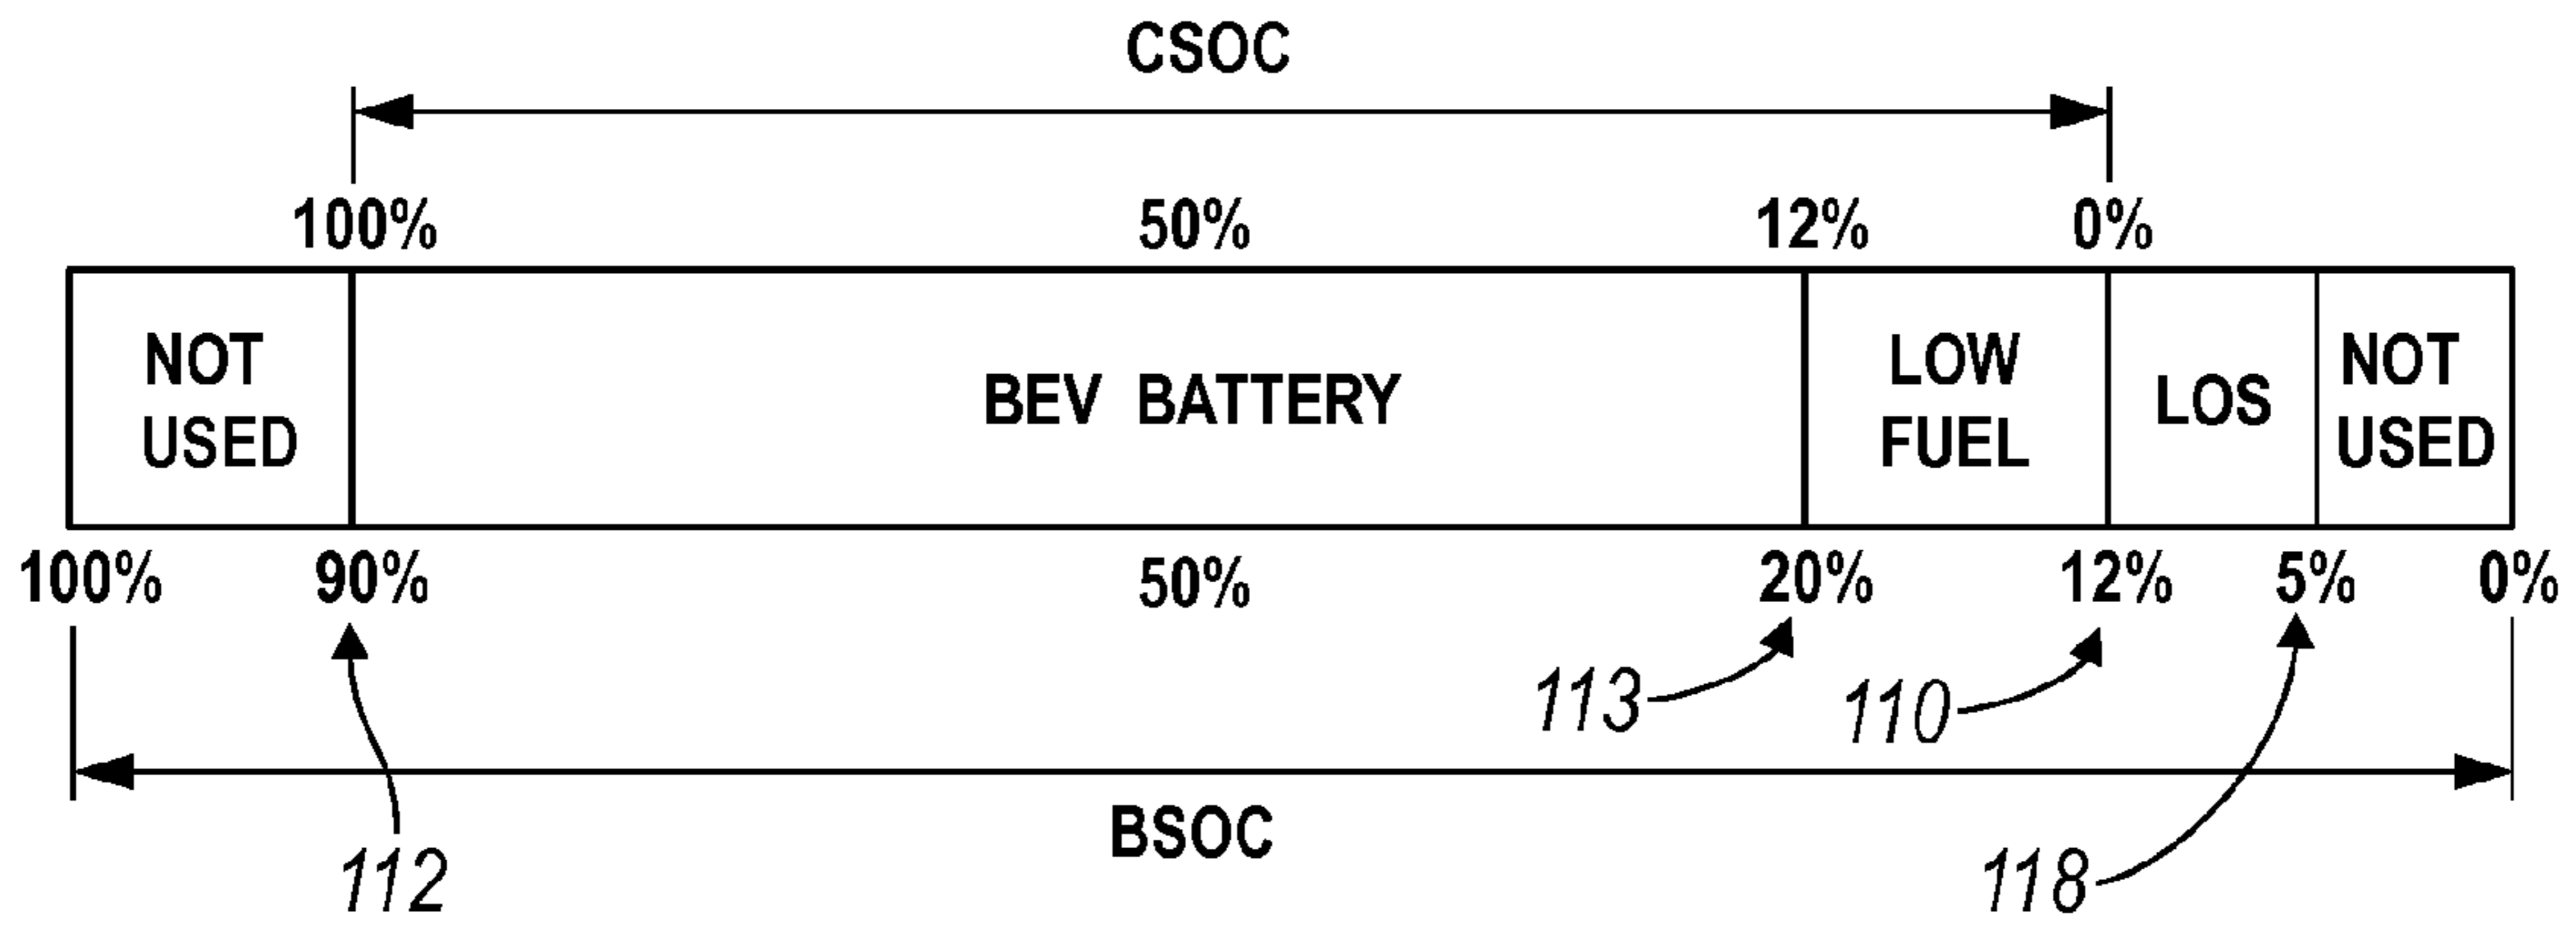 CSOC
100% 50% 12% 0%
NOT USED BEV BATTERY LOW FUEL LOS NOT USED
100% 90% 50% 20% 12% 5% 0%
113 110
BSOC
112 118